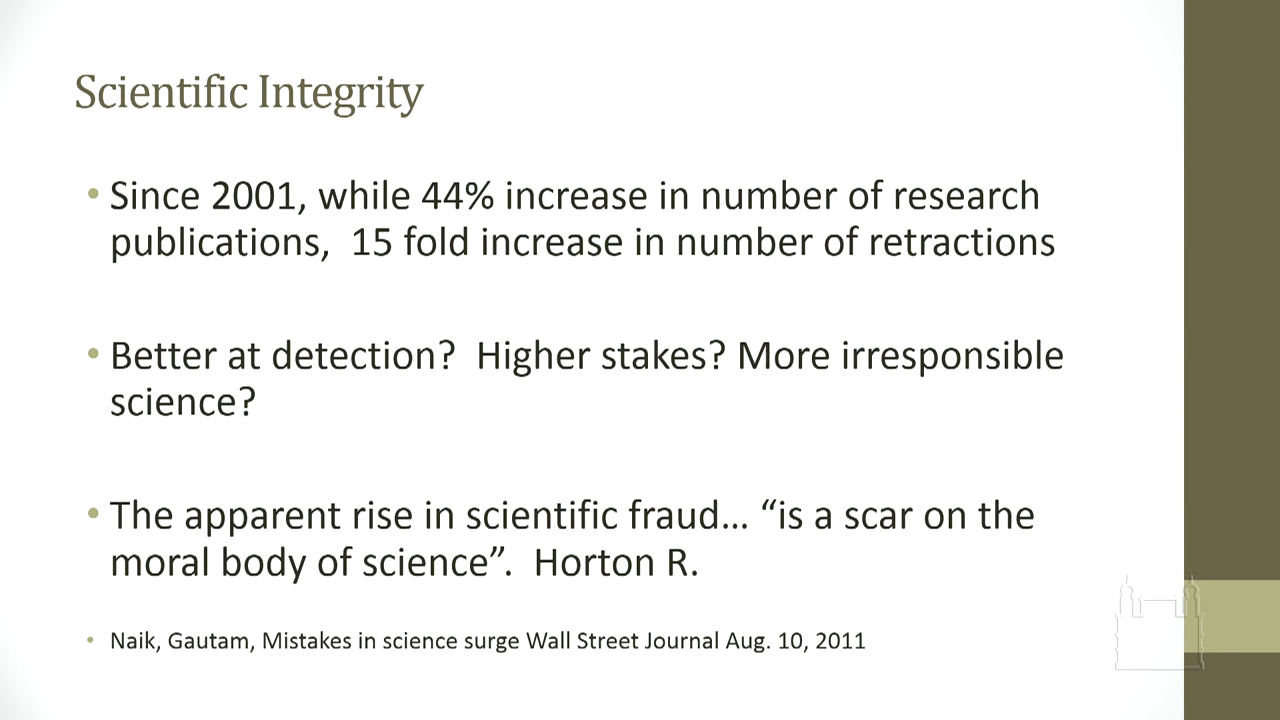 Scientific Integrity
• Since 2001, while 44% increase in number of research
publications,  15 fold increase in number of retractions
• Better at detection?  Higher stakes? More irresponsible
science?
• The apparent rise in scientific fraud… “is a scar on the
moral body of science”.  Horton R.
• Naik, Gautam, Mistakes in science surge Wall Street Journal Aug. 10, 2011